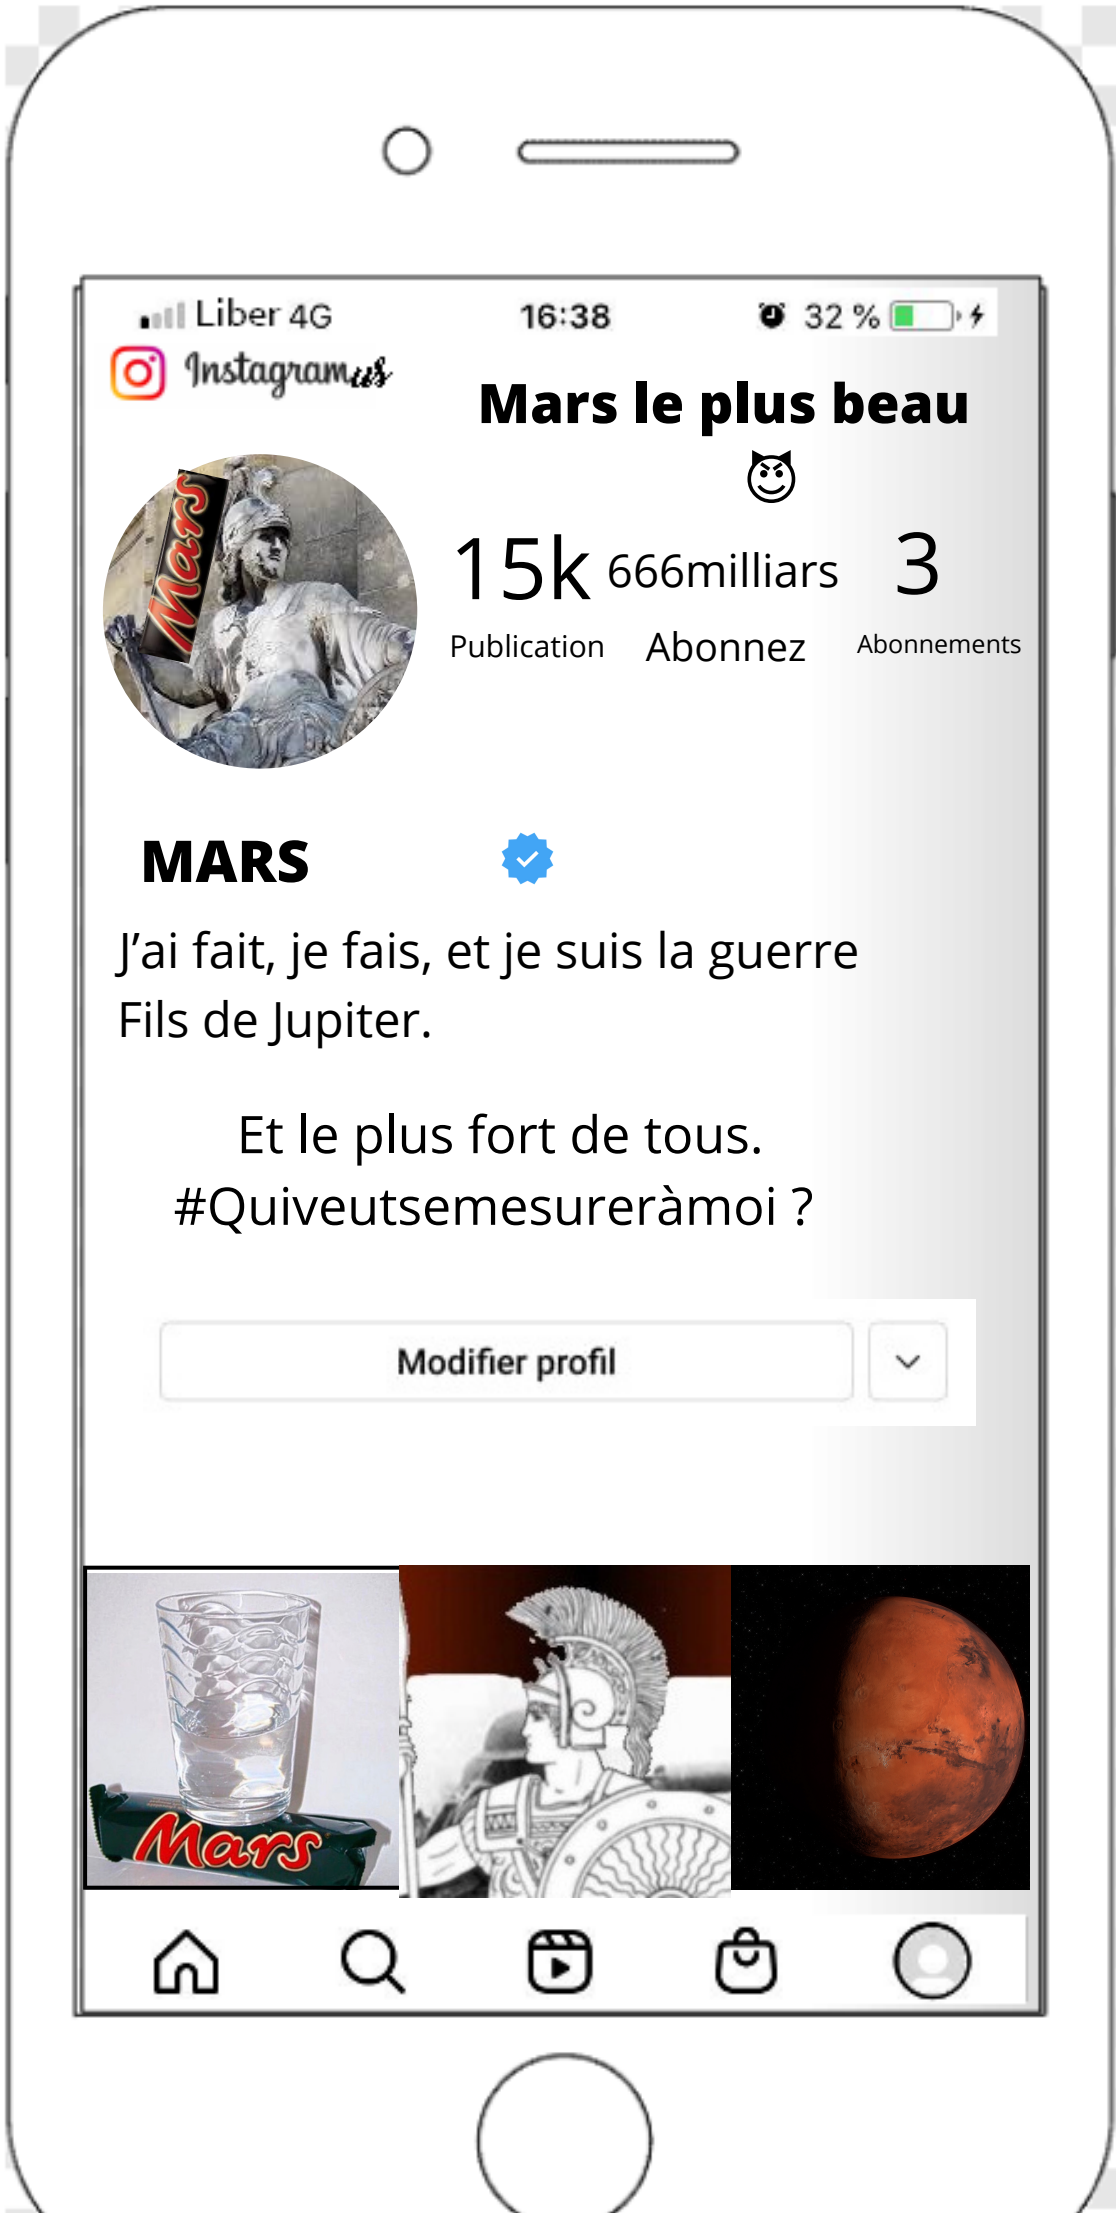 Liber 4G 16:38 32 %
Instagramus
Mars le plus beau
😈
Mars
15k 666milliars 3
Publication Abonnez Abonnements
MARS
J’ai fait, je fais, et je suis la guerre
Fils de Jupiter.
Et le plus fort de tous.
#Quiveutsemesureràmoi ?
Modifier profil
Mars